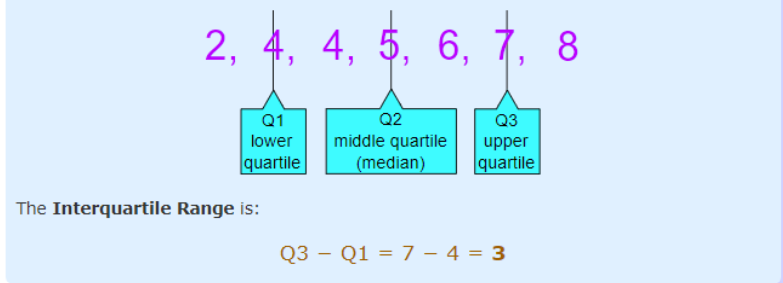 2, 4, 4, 5, 6, 7, 8
Q1
lower
quartile
Q2
middle quartile
(median)
Q3
upper
quartile
The Interquartile Range is:
Q3 − Q1 = 7 − 4 = 3